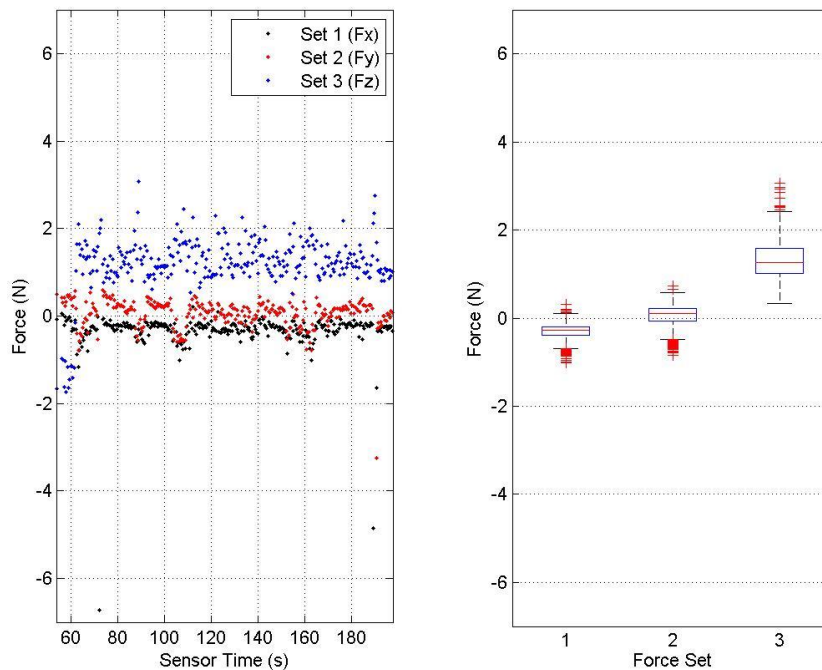 6
4
2
0
-2
-4
-6
Force (N)
60 80 100 120 140 160 180
Sensor Time (s)
Set 1 (Fx)
Set 2 (Fy)
Set 3 (Fz)
6
4
2
0
-2
-4
-6
Force (N)
1 2 3
Force Set